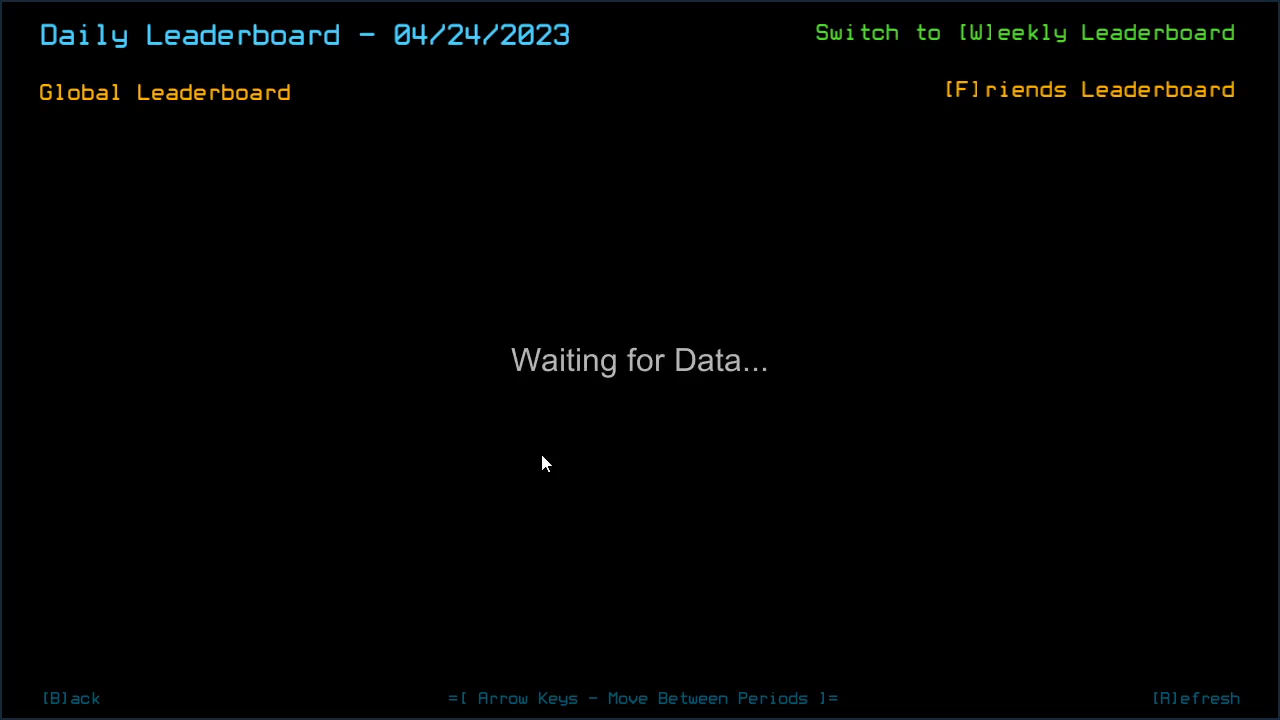 Daily Leaderboard - 04/24/2023
Switch to [W]eekly Leaderboard
Global Leaderboard
[F]riends Leaderboard
Waiting for Data...
[B]ack
=[ Arrow Keys - Move Between Periods ]=
[R]efresh